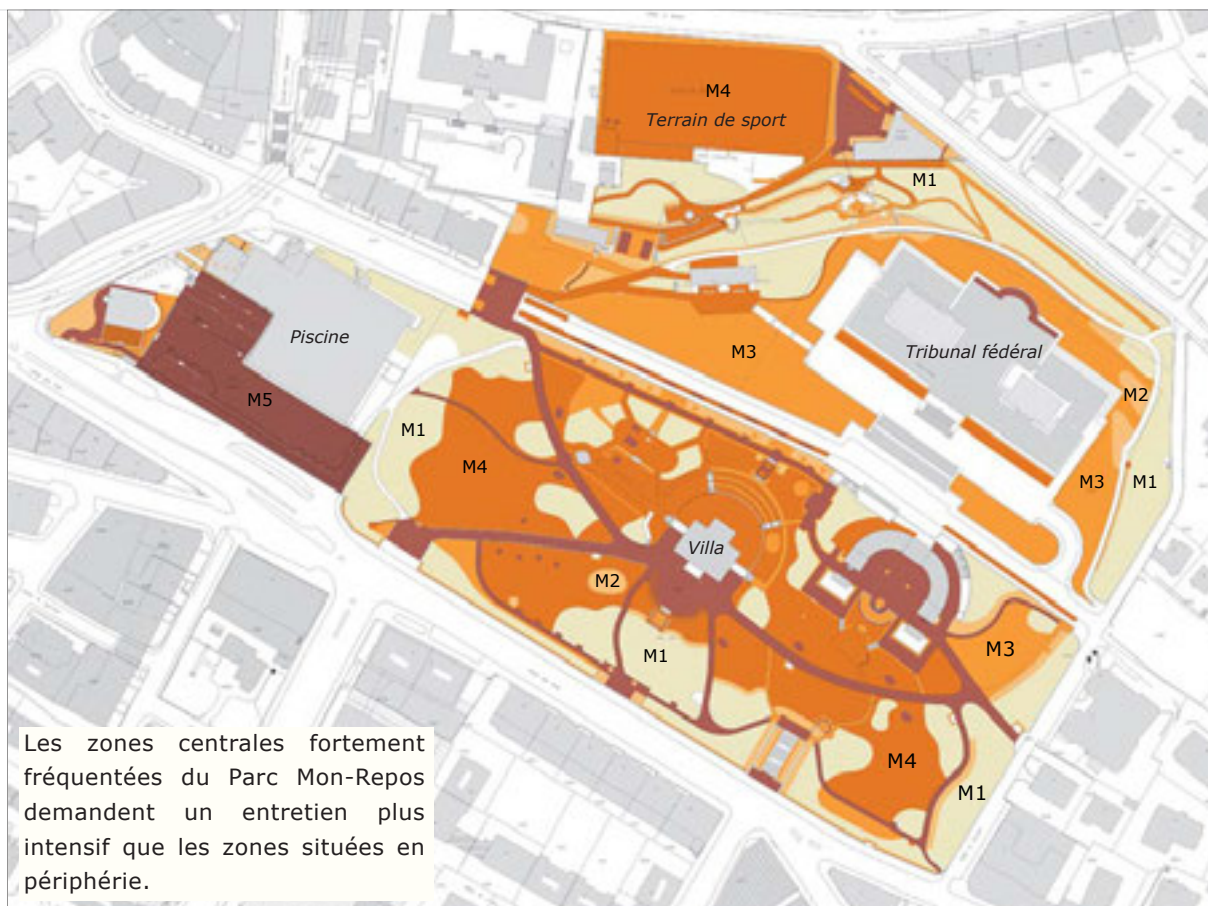 M4
Terrain de sport
M1
Piscine
M3
Tribunal fédéral
M2
M5
M1
M4
M3
M1
Villa
M2
M1
M3
M4
M1
Les zones centrales fortement
fréquentées du Parc Mon-Repos
demandent un entretien plus
intensif que les zones situées en
périphérie.